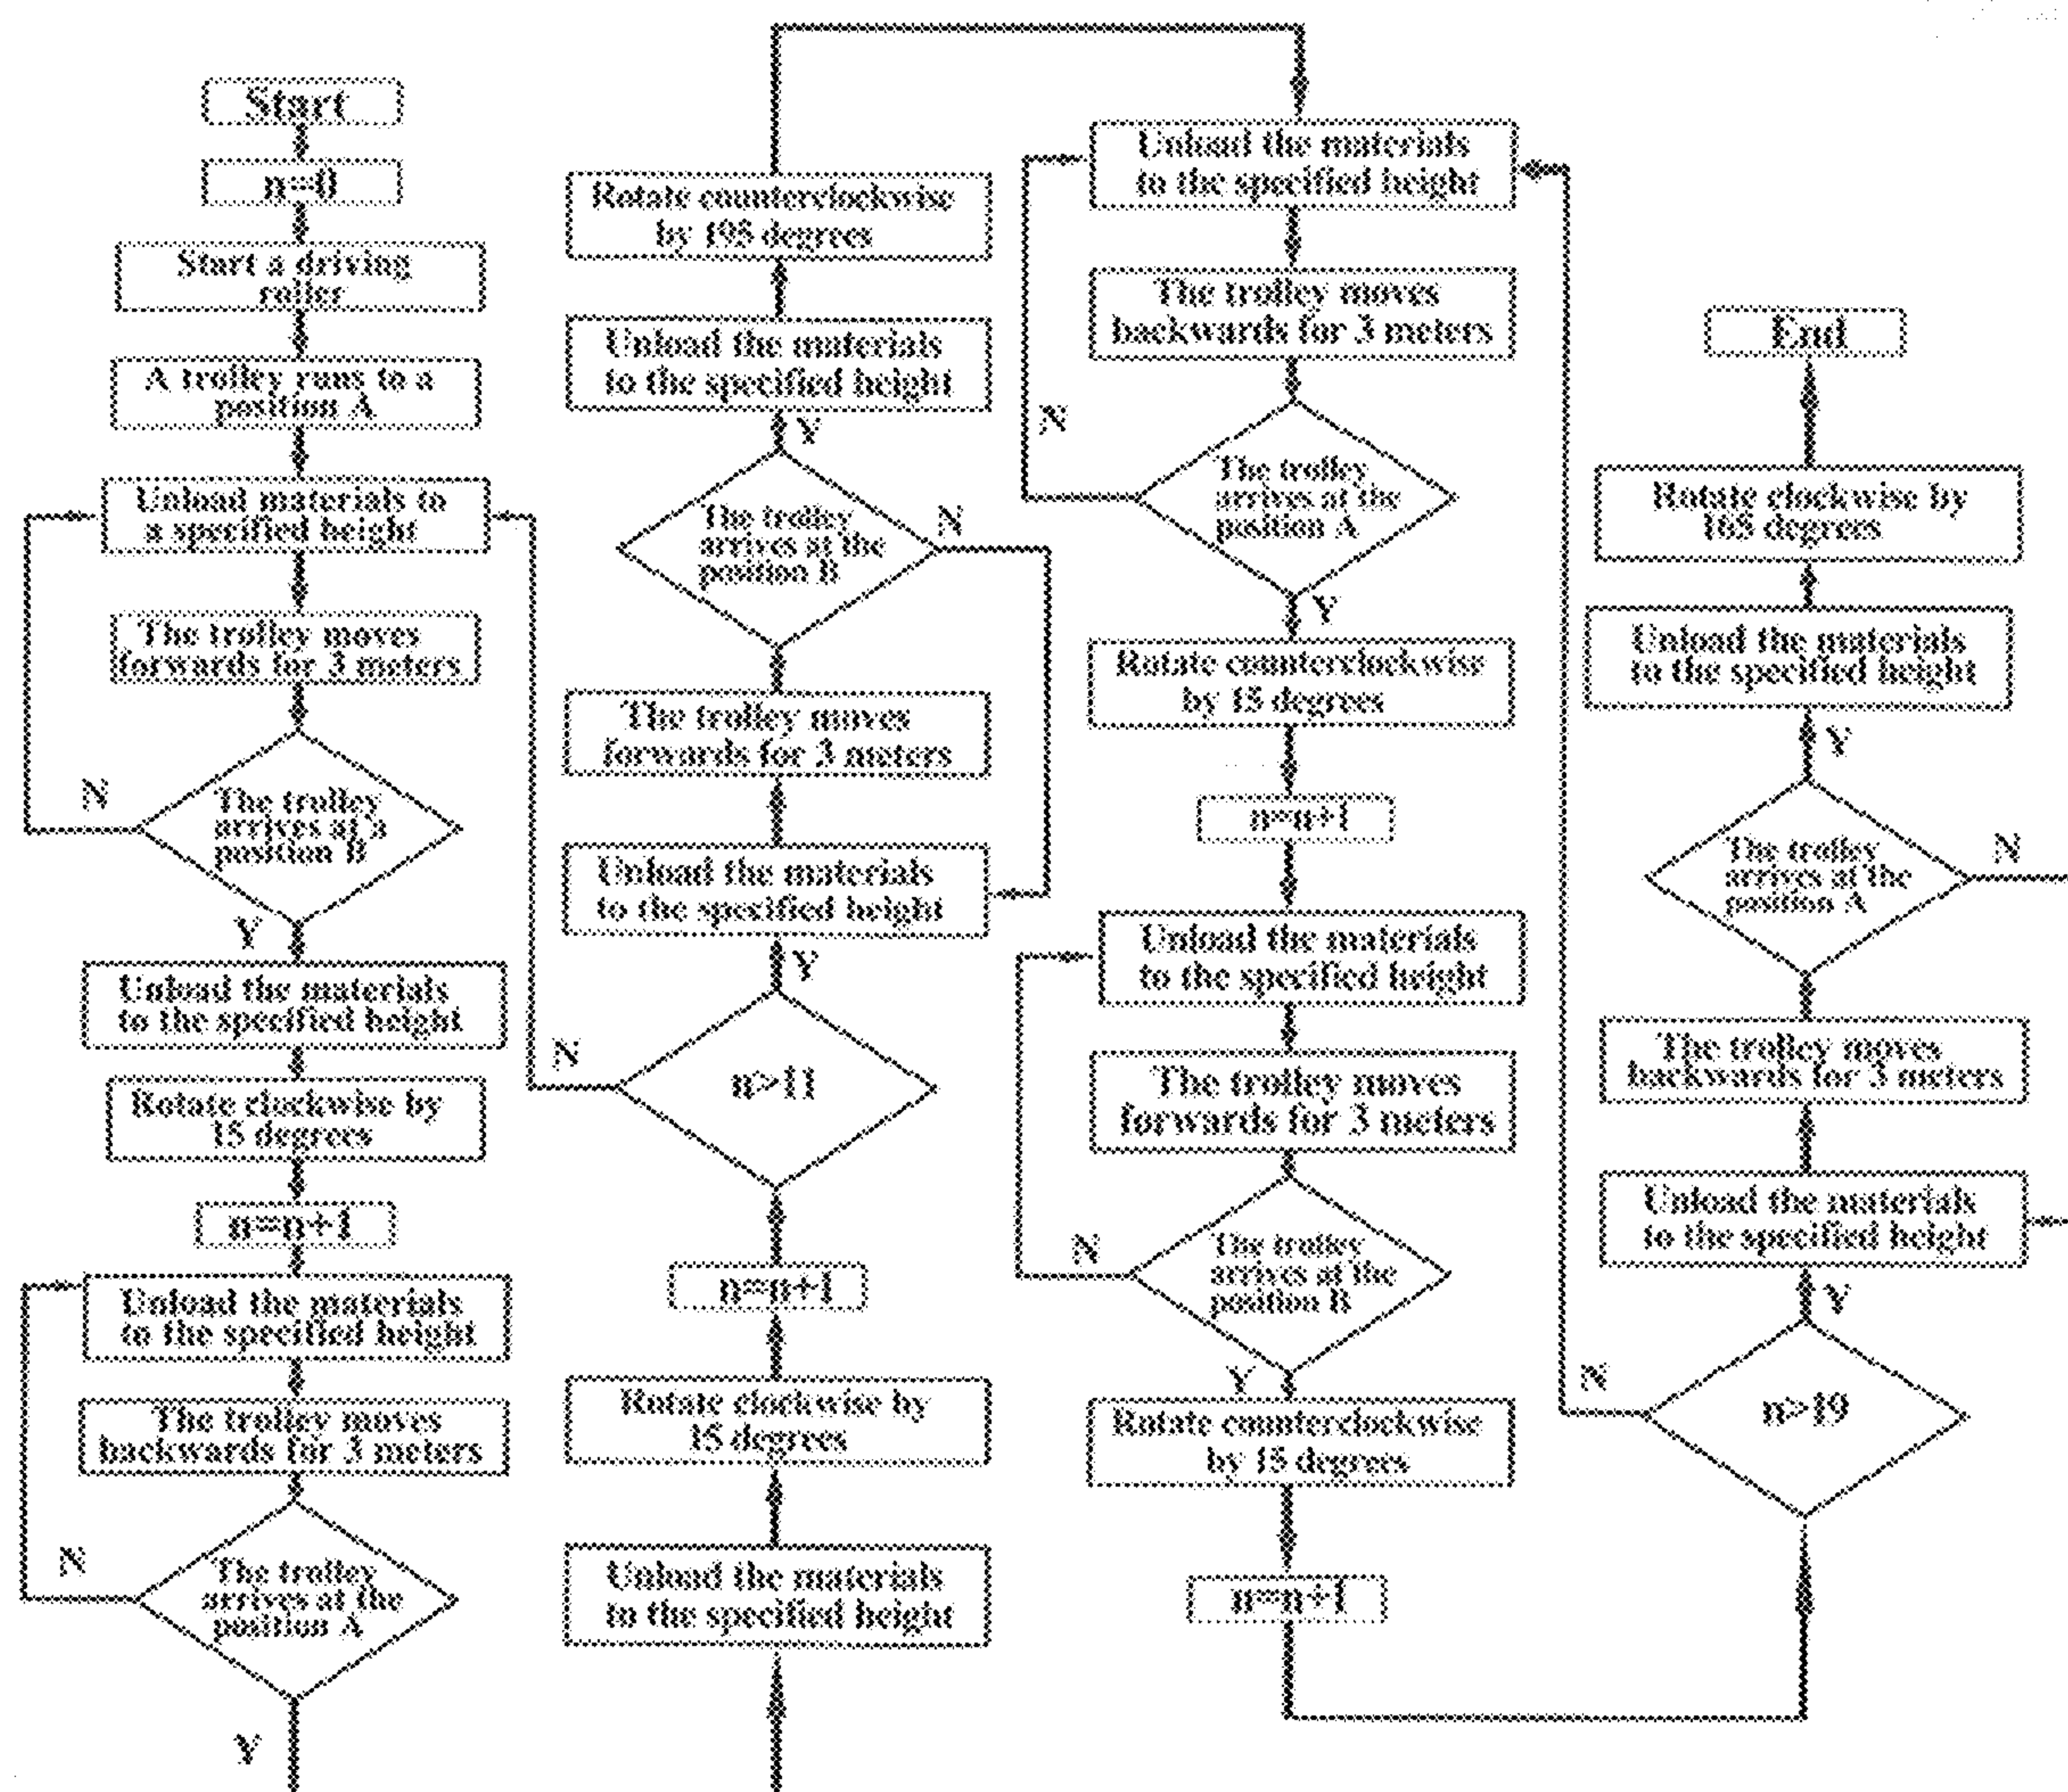 Start
n=0
Start a driving
roller
A trolley runs to a
position A
Unload materials to
a specified height
The trolley moves
forwards for 3 meters
N
The trolley
arrives at a
position B
Y
Unload the materials
to the specified height
Rotate clockwise by
15 degrees
n=n+1
Unload the materials
to the specified height
The trolley moves
backwards for 3 meters
N
The trolley
arrives at the
position A
Y
Rotate counterclockwise
by 195 degrees
Unload the materials
to the specified height
Y
The trolley
arrives at the
position B
N
The trolley moves
forwards for 3 meters
Unload the materials
to the specified height
Y
N
n>11
n=n+1
Rotate clockwise by
15 degrees
Unload the materials
to the specified height
Unload the materials
to the specified height
The trolley moves
backwards for 3 meters
N
The trolley
arrives at the
position A
Y
Rotate counterclockwise
by 15 degrees
n=n+1
Unload the materials
to the specified height
The trolley moves
forwards for 3 meters
N
The trolley
arrives at the
position B
Y
Rotate counterclockwise
by 15 degrees
n=n+1
End
Rotate clockwise by
165 degrees
Unload the materials
to the specified height
Y
The trolley
arrives at the
position A
N
The trolley moves
backwards for 3 meters
Unload the materials
to the specified height
Y
N
n>19